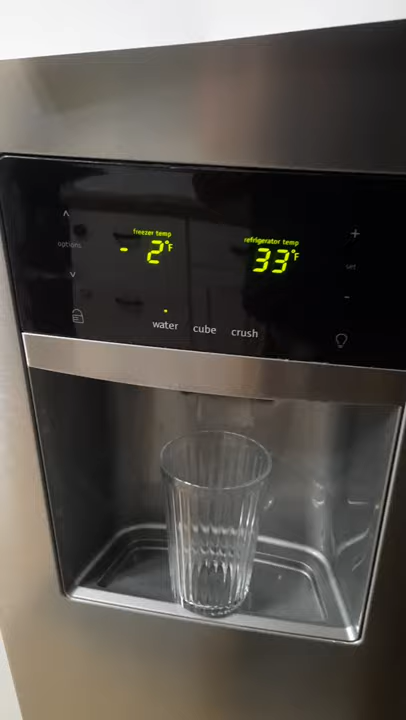 freezer temp
refrigerator temp
+
options
- 2°F
33°F
set
-
water
cube
crush